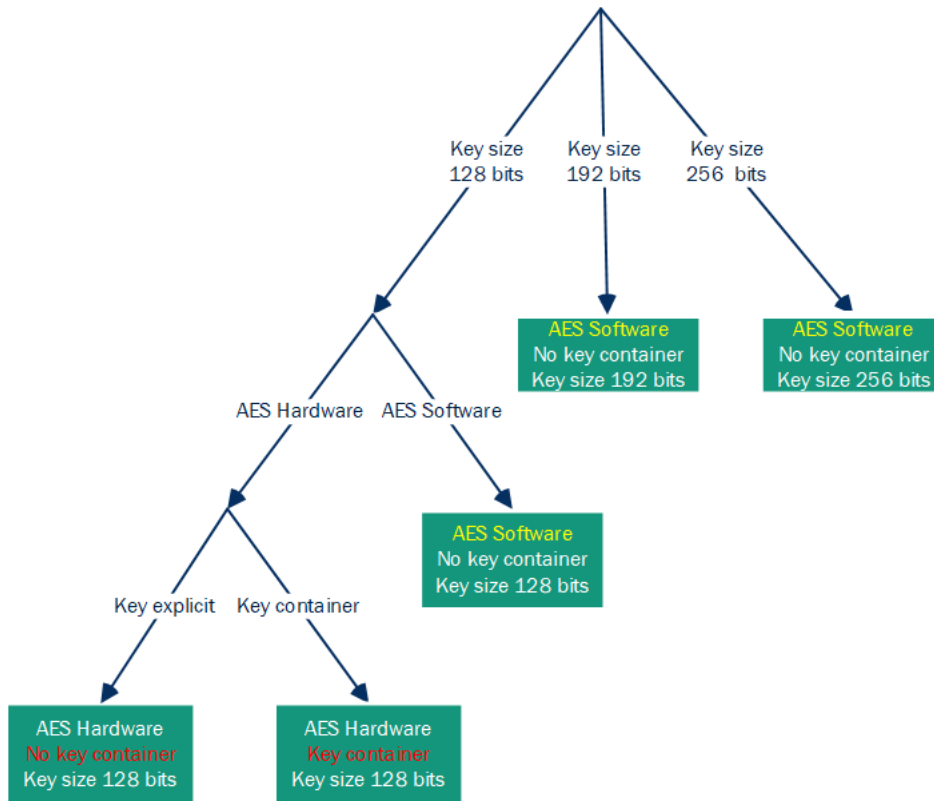 Key size
128 bits
Key size
192 bits
Key size
256 bits
AES Software
No key container
Key size 192 bits
AES Software
No key container
Key size 256 bits
AES Hardware
AES Software
AES Software
No key container
Key size 128 bits
Key explicit
Key container
AES Hardware
No key container
Key size 128 bits
AES Hardware
Key container
Key size 128 bits